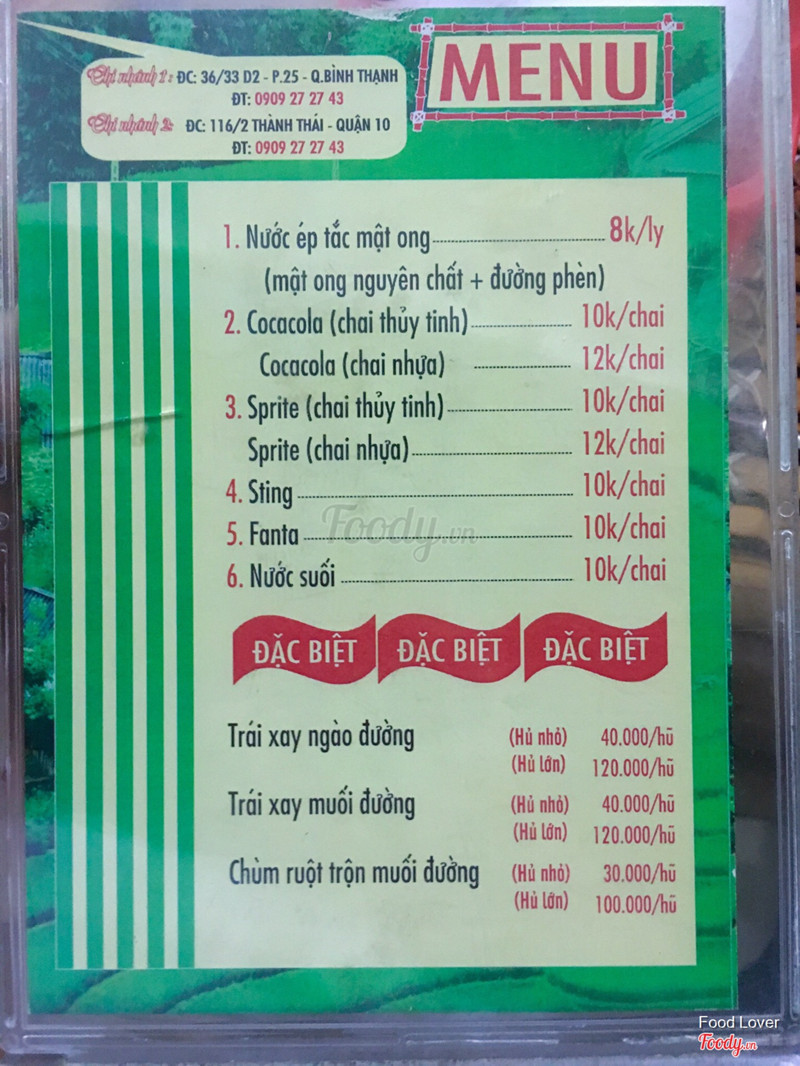 MENU
Chi nhánh 1: ĐC: 36/33 D2 - P.25 - Q.BÌNH THẠNH
ĐT: 0909 27 27 43
Chi nhánh 2: ĐC: 116/2 THÀNH THÁI - QUẬN 10
ĐT: 0909 27 27 43
1. Nước ép tắc mật ong 8k/ly
(mật ong nguyên chất + đường phèn)
2. Cocacola (chai thủy tinh) 10k/chai
Cocacola (chai nhựa) 12k/chai
3. Sprite (chai thủy tinh) 10k/chai
Sprite (chai nhựa) 12k/chai
4. Sting 10k/chai
Foody.vn
5. Fanta 10k/chai
6. Nước suối 10k/chai
ĐẶC BIỆT ĐẶC BIỆT ĐẶC BIỆT
Trái xay ngào đường (Hủ nhỏ) 40.000/hũ
(Hủ lớn) 120.000/hũ
Trái xay muối đường (Hủ nhỏ) 40.000/hũ
(Hủ lớn) 120.000/hũ
Chùm ruột trộn muối đường (Hủ nhỏ) 30.000/hũ
(Hủ lớn) 100.000/hũ
Food Lover
Foody.vn